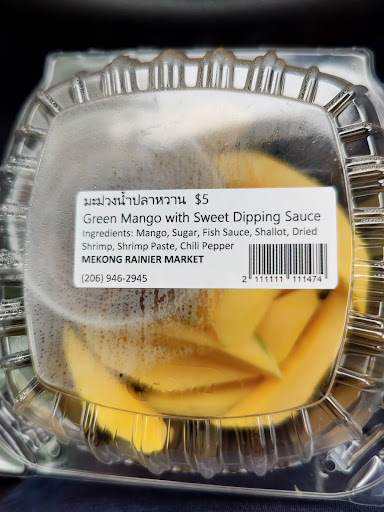 มะม่วงน้ำปลาหวาน $5
Green Mango with Sweet Dipping Sauce
Ingredients: Mango, Sugar, Fish Sauce, Shallot, Dried
Shrimp, Shrimp Paste, Chili Pepper
MEKONG RAINIER MARKET
(206) 946-2945
2 111111 111474